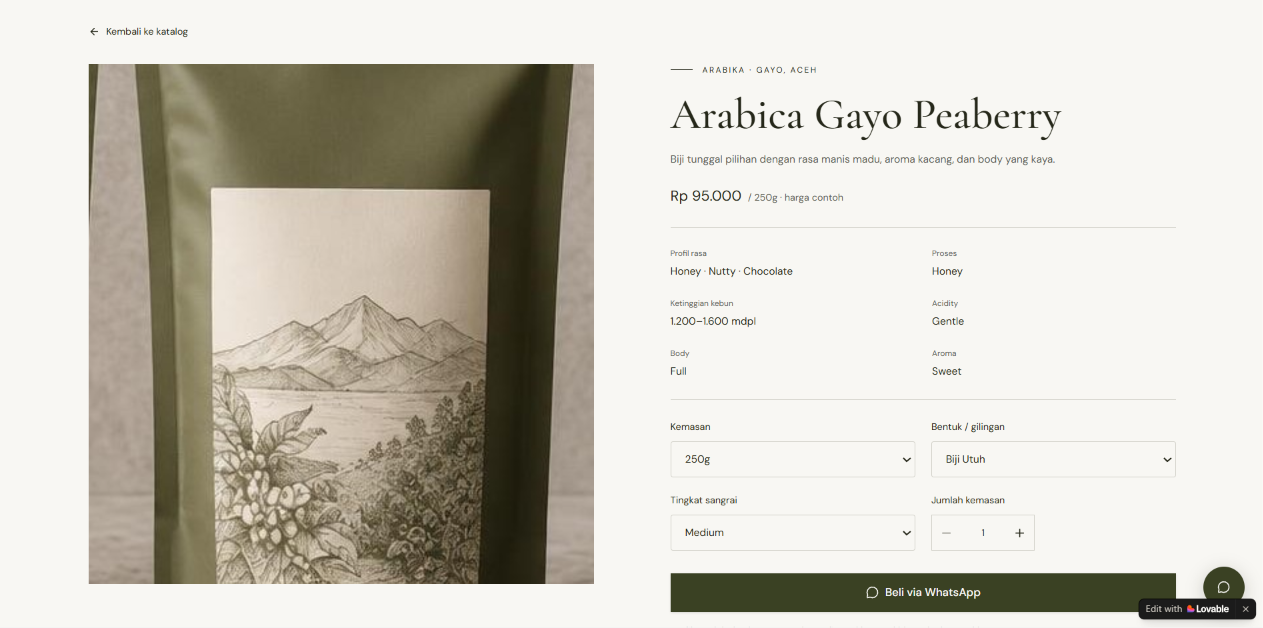 ← Kembali ke katalog
ARABIKA · GAYO, ACEH
Arabica Gayo Peaberry
Biji tunggal pilihan dengan rasa manis madu, aroma kacang, dan body yang kaya.
Rp 95.000 / 250g · harga contoh
Profil rasa
Honey · Nutty · Chocolate
Proses
Honey
Ketinggian kebun
1.200–1.600 mdpl
Acidity
Gentle
Body
Full
Aroma
Sweet
Kemasan
250g
Bentuk / gilingan
Biji Utuh
Tingkat sangrai
Medium
Jumlah kemasan
− 1 +
Beli via WhatsApp
Edit with Lovable ×